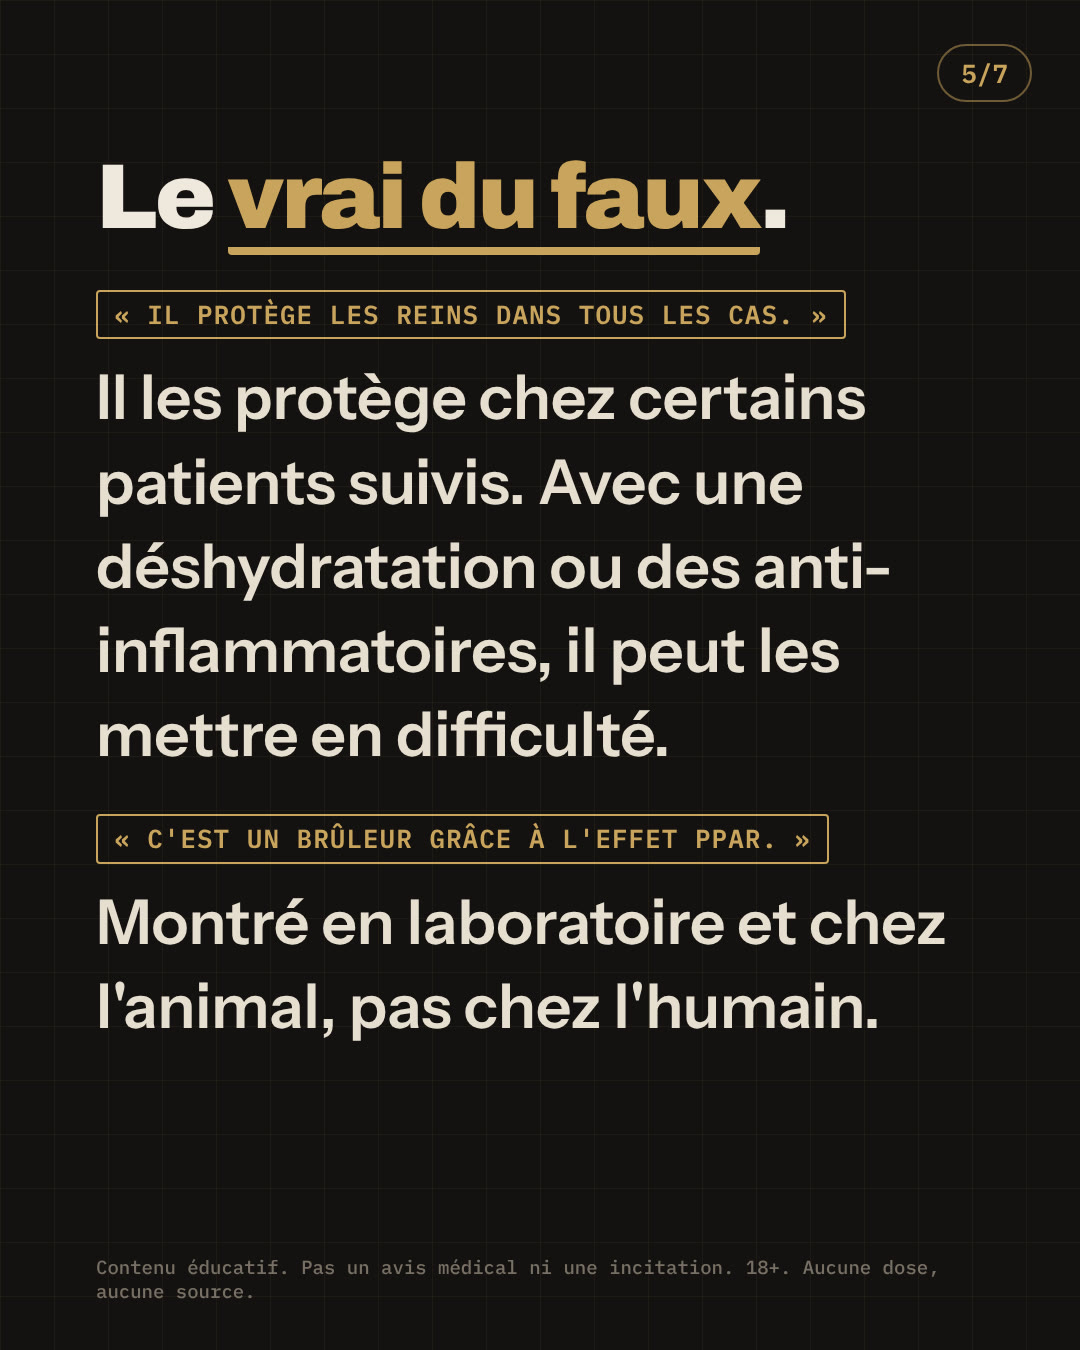 5/7
Le vrai du faux.
« IL PROTÈGE LES REINS DANS TOUS LES CAS. »
Il les protège chez certains
patients suivis. Avec une
déshydratation ou des anti-
inflammatoires, il peut les
mettre en difficulté.
« C'EST UN BRÛLEUR GRÂCE À L'EFFET PPAR. »
Montré en laboratoire et chez
l'animal, pas chez l'humain.
Contenu éducatif. Pas un avis médical ni une incitation. 18+. Aucune dose,
aucune source.